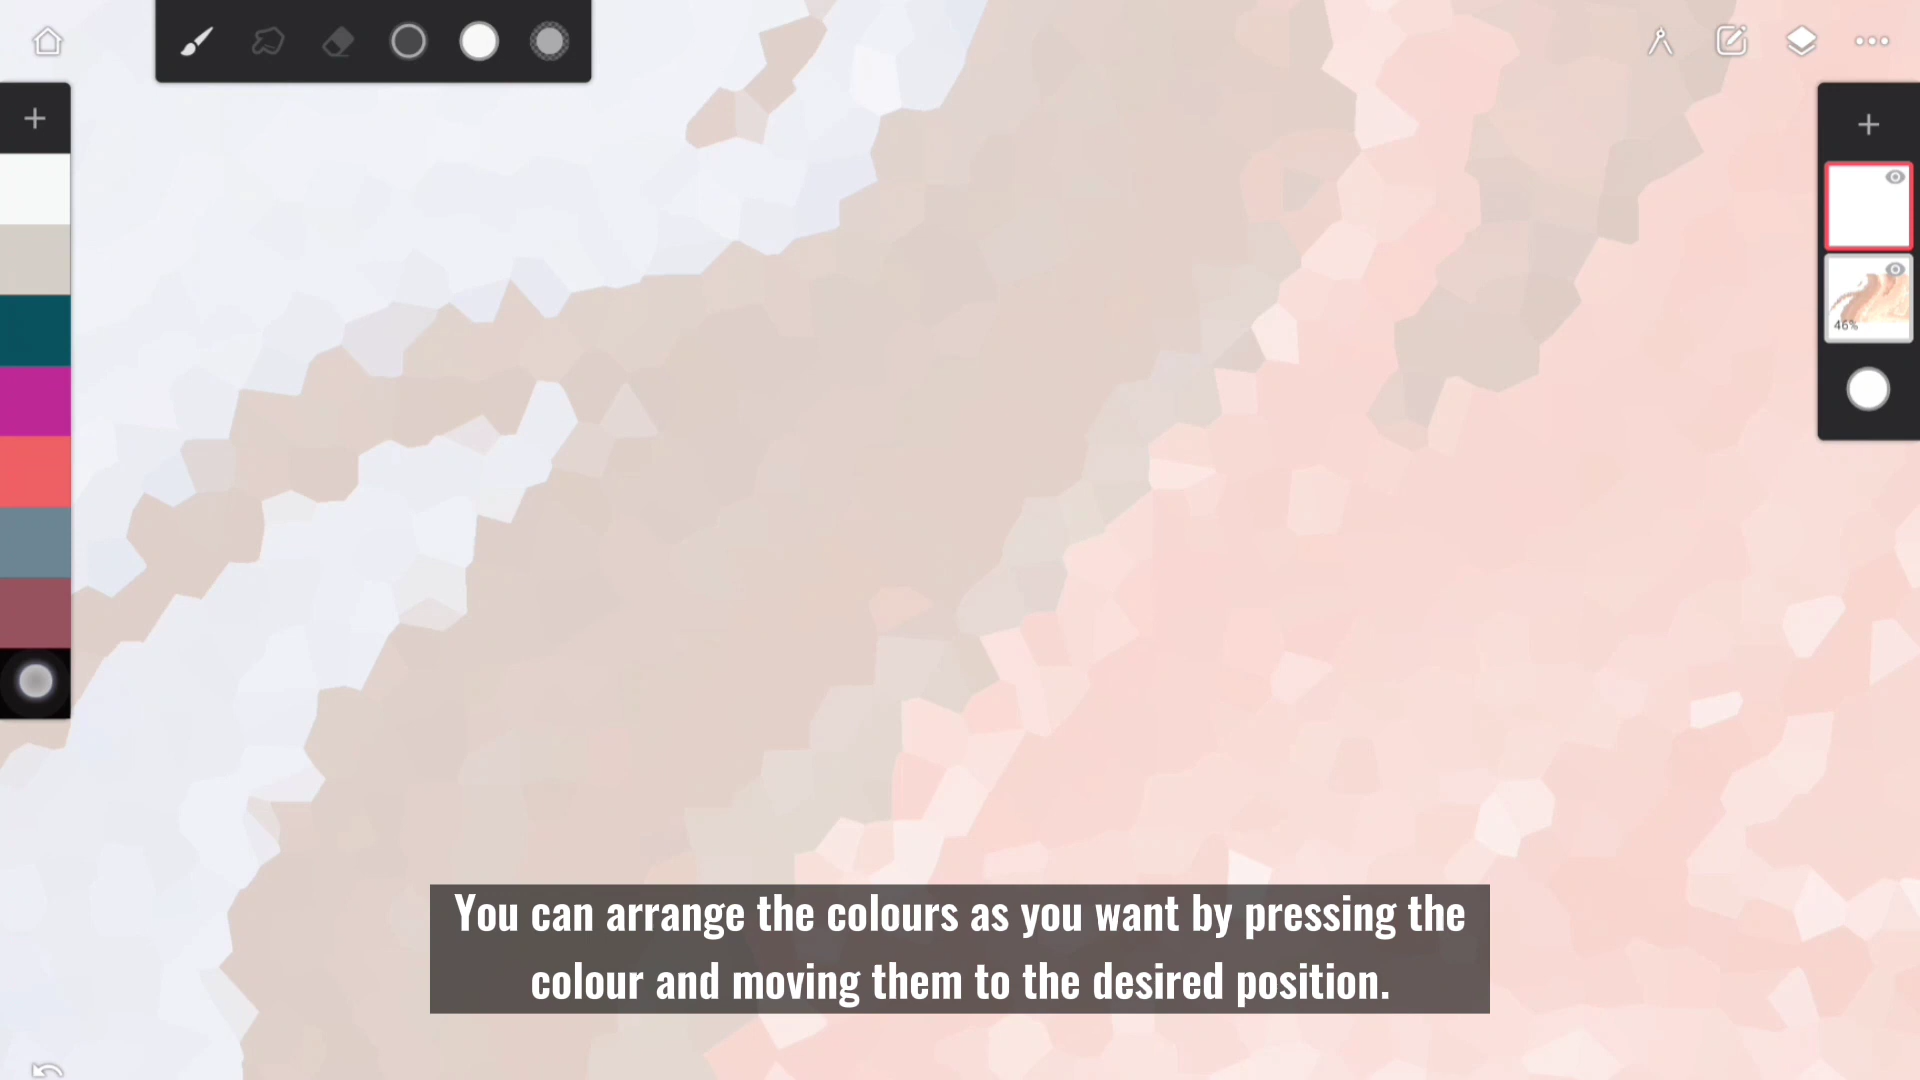 46%
You can arrange the colours as you want by pressing the
colour and moving them to the desired position.